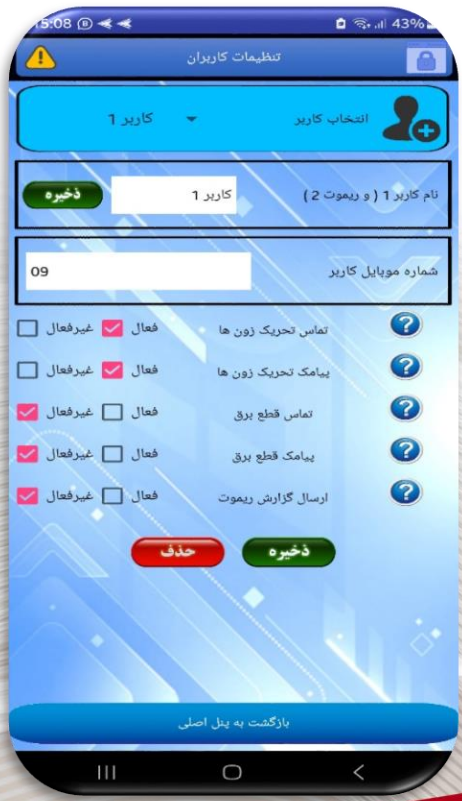 15:08 43%
تنظیمات کاربران
انتخاب کاربر کاربر 1
نام کاربر 1 ( و ریموت 2 ) کاربر 1 ذخیره
شماره موبایل کاربر 09
تماس تحریک زون ها فعال غیرفعال
پیامک تحریک زون ها فعال غیرفعال
تماس قطع برق فعال غیرفعال
پیامک قطع برق فعال غیرفعال
ارسال گزارش ریموت فعال غیرفعال
ذخیره حذف
بازگشت به پنل اصلی